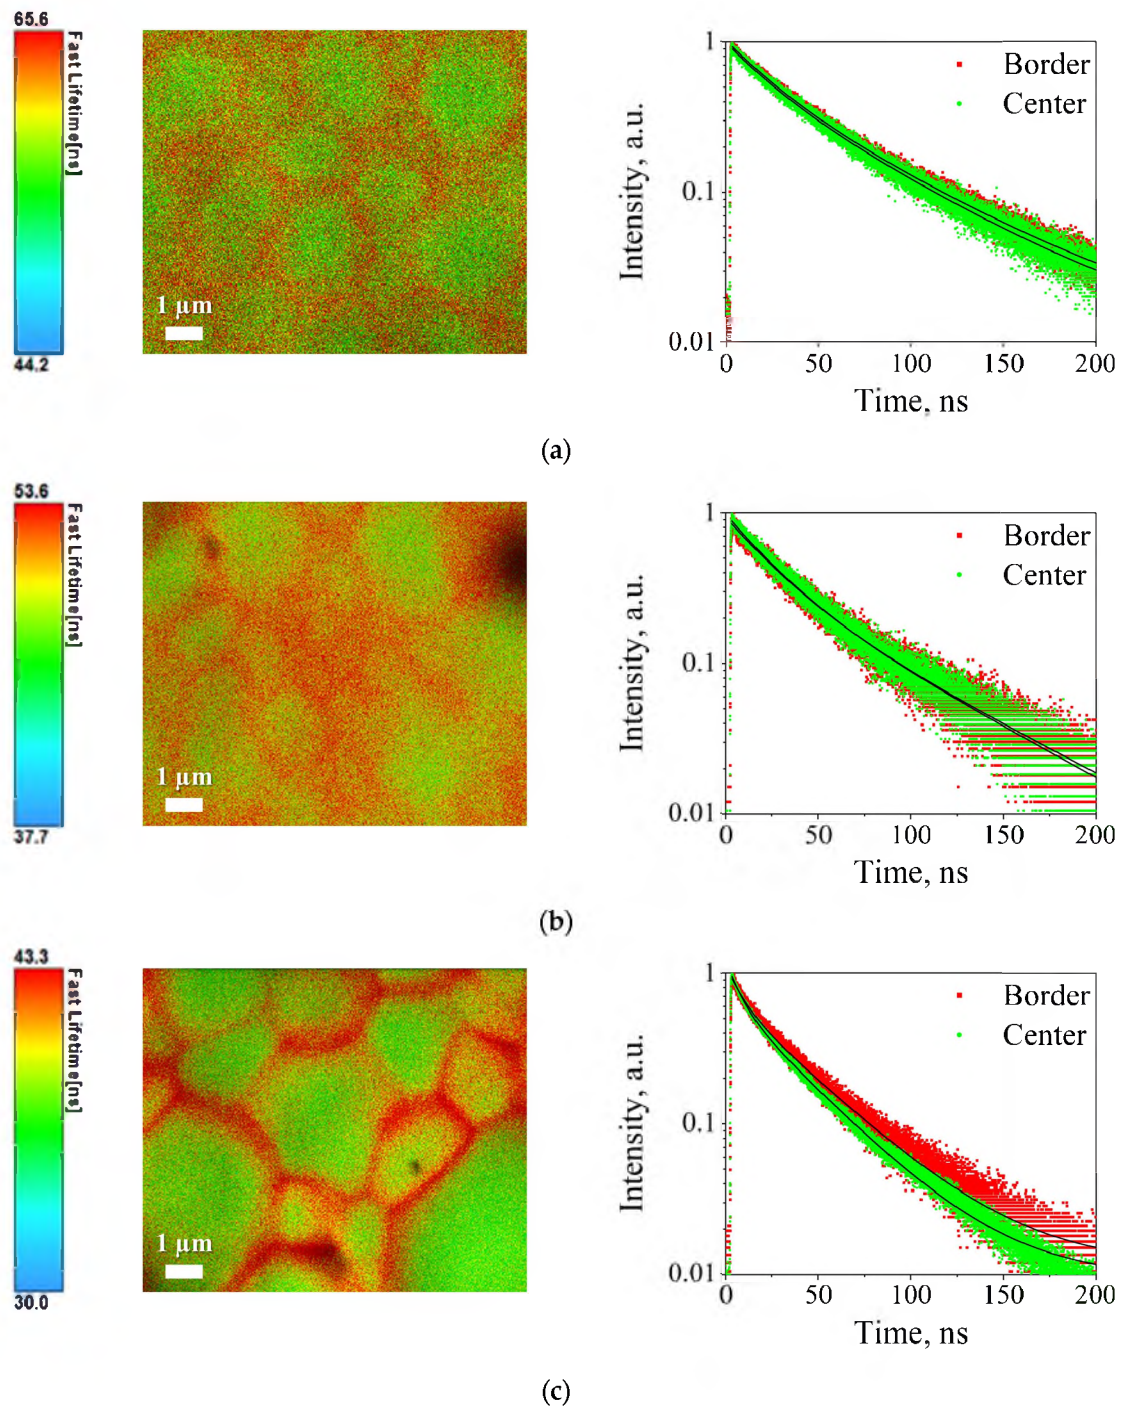 65.6
Fast Lifetime[ns]
44.2
1 µm
1
0.1
0.01
Intensity, a.u.
Border
Center
0
50
100
150
200
Time, ns
(a)
53.6
Fast Lifetime[ns]
37.7
1 µm
1
0.1
0.01
Intensity, a.u.
Border
Center
0
50
100
150
200
Time, ns
(b)
43.3
Fast Lifetime[ns]
30.0
1 µm
1
0.1
0.01
Intensity, a.u.
Border
Center
0
50
100
150
200
Time, ns
(c)